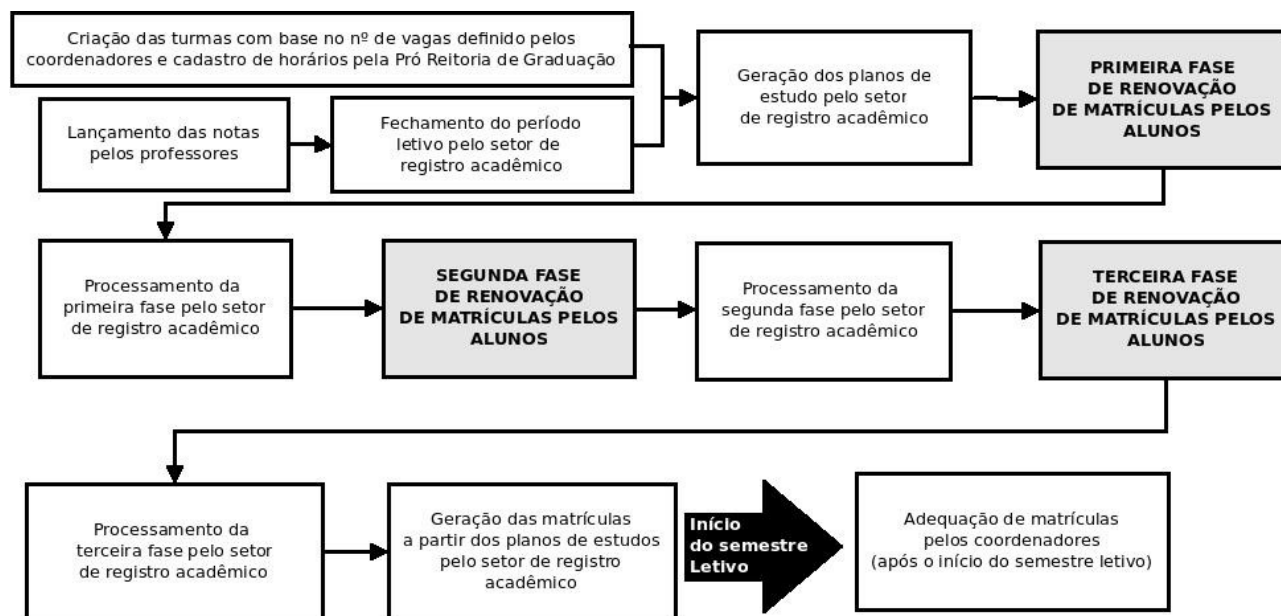 Criação das turmas com base no nº de vagas definido pelos
coordenadores e cadastro de horários pela Pró Reitoria de Graduação
Lançamento das notas
pelos professores
Fechamento do período
letivo pelo setor de
registro acadêmico
Geração dos planos de
estudo pelo setor
de registro acadêmico
PRIMEIRA FASE
DE RENOVAÇÃO
DE MATRÍCULAS PELOS
ALUNOS
Processamento da
primeira fase pelo setor
de registro acadêmico
SEGUNDA FASE
DE RENOVAÇÃO
DE MATRÍCULAS PELOS
ALUNOS
Processamento da
segunda fase pelo setor
de registro acadêmico
TERCEIRA FASE
DE RENOVAÇÃO
DE MATRÍCULAS PELOS
ALUNOS
Processamento da
terceira fase pelo setor
de registro acadêmico
Geração das matrículas
a partir dos planos de estudos
pelo setor de registro
acadêmico
Início
do semestre
Letivo
Adequação de matrículas
pelos coordenadores
(após o início do semestre letivo)